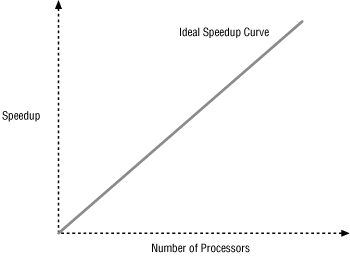 Ideal Speedup Curve
Speedup
Number of Processors